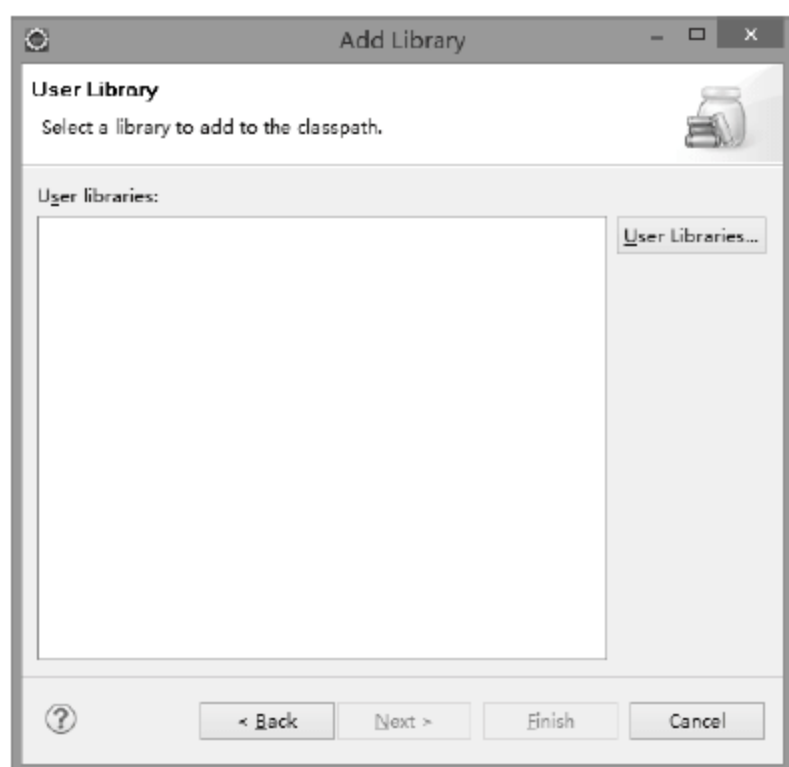 Add Library
User Library
Select a library to add to the classpath.
User libraries:
User Libraries...
< Back
Next >
Finish
Cancel